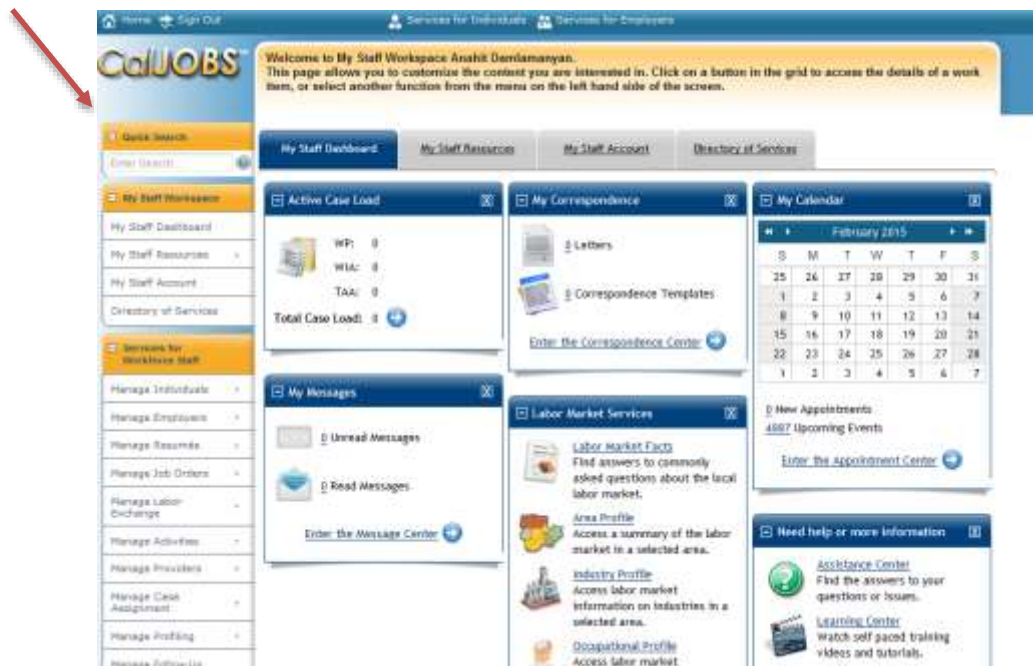 Home Sign Out Services for Individuals Services for Employers
CalJOBS
Welcome to My Staff Workspace Anahit Damlamanyan.
This page allows you to customize the content you are interested in. Click on a button in the grid to access the details of a work
item, or select another function from the menu on the left hand side of the screen.
Quick Search
Enter Search
My Staff Workspace
My Staff Dashboard
My Staff Resources
My Staff Account
Directory of Services
Services for
Workforce Staff
Manage Individuals
Manage Employers
Manage Resumés
Manage Job Orders
Manage Labor
Exchange
Manage Activities
Manage Providers
Manage Case
Assignment
Manage Profiling
Manage Follow-Up
My Staff Dashboard My Staff Resources My Staff Account Directory of Services
Active Case Load
WP: 0
WIA: 0
TAA: 0
Total Case Load: 0
My Messages
0 Unread Messages
0 Read Messages
Enter the Message Center
My Correspondence
0 Letters
0 Correspondence Templates
Enter the Correspondence Center
Labor Market Services
Labor Market Facts
Find answers to commonly
asked questions about the local
labor market.
Area Profile
Access a summary of the labor
market in a selected area.
Industry Profile
Access labor market
information on industries in a
selected area.
Occupational Profile
Access labor market
My Calendar
February 2015
S M T W T F S
25 26 27 28 29 30 31
1 2 3 4 5 6 7
8 9 10 11 12 13 14
15 16 17 18 19 20 21
22 23 24 25 26 27 28
1 2 3 4 5 6 7
0 New Appointments
4887 Upcoming Events
Enter the Appointment Center
Need help or more information
Assistance Center
Find the answers to your
questions or issues.
Learning Center
Watch self paced training
videos and tutorials.